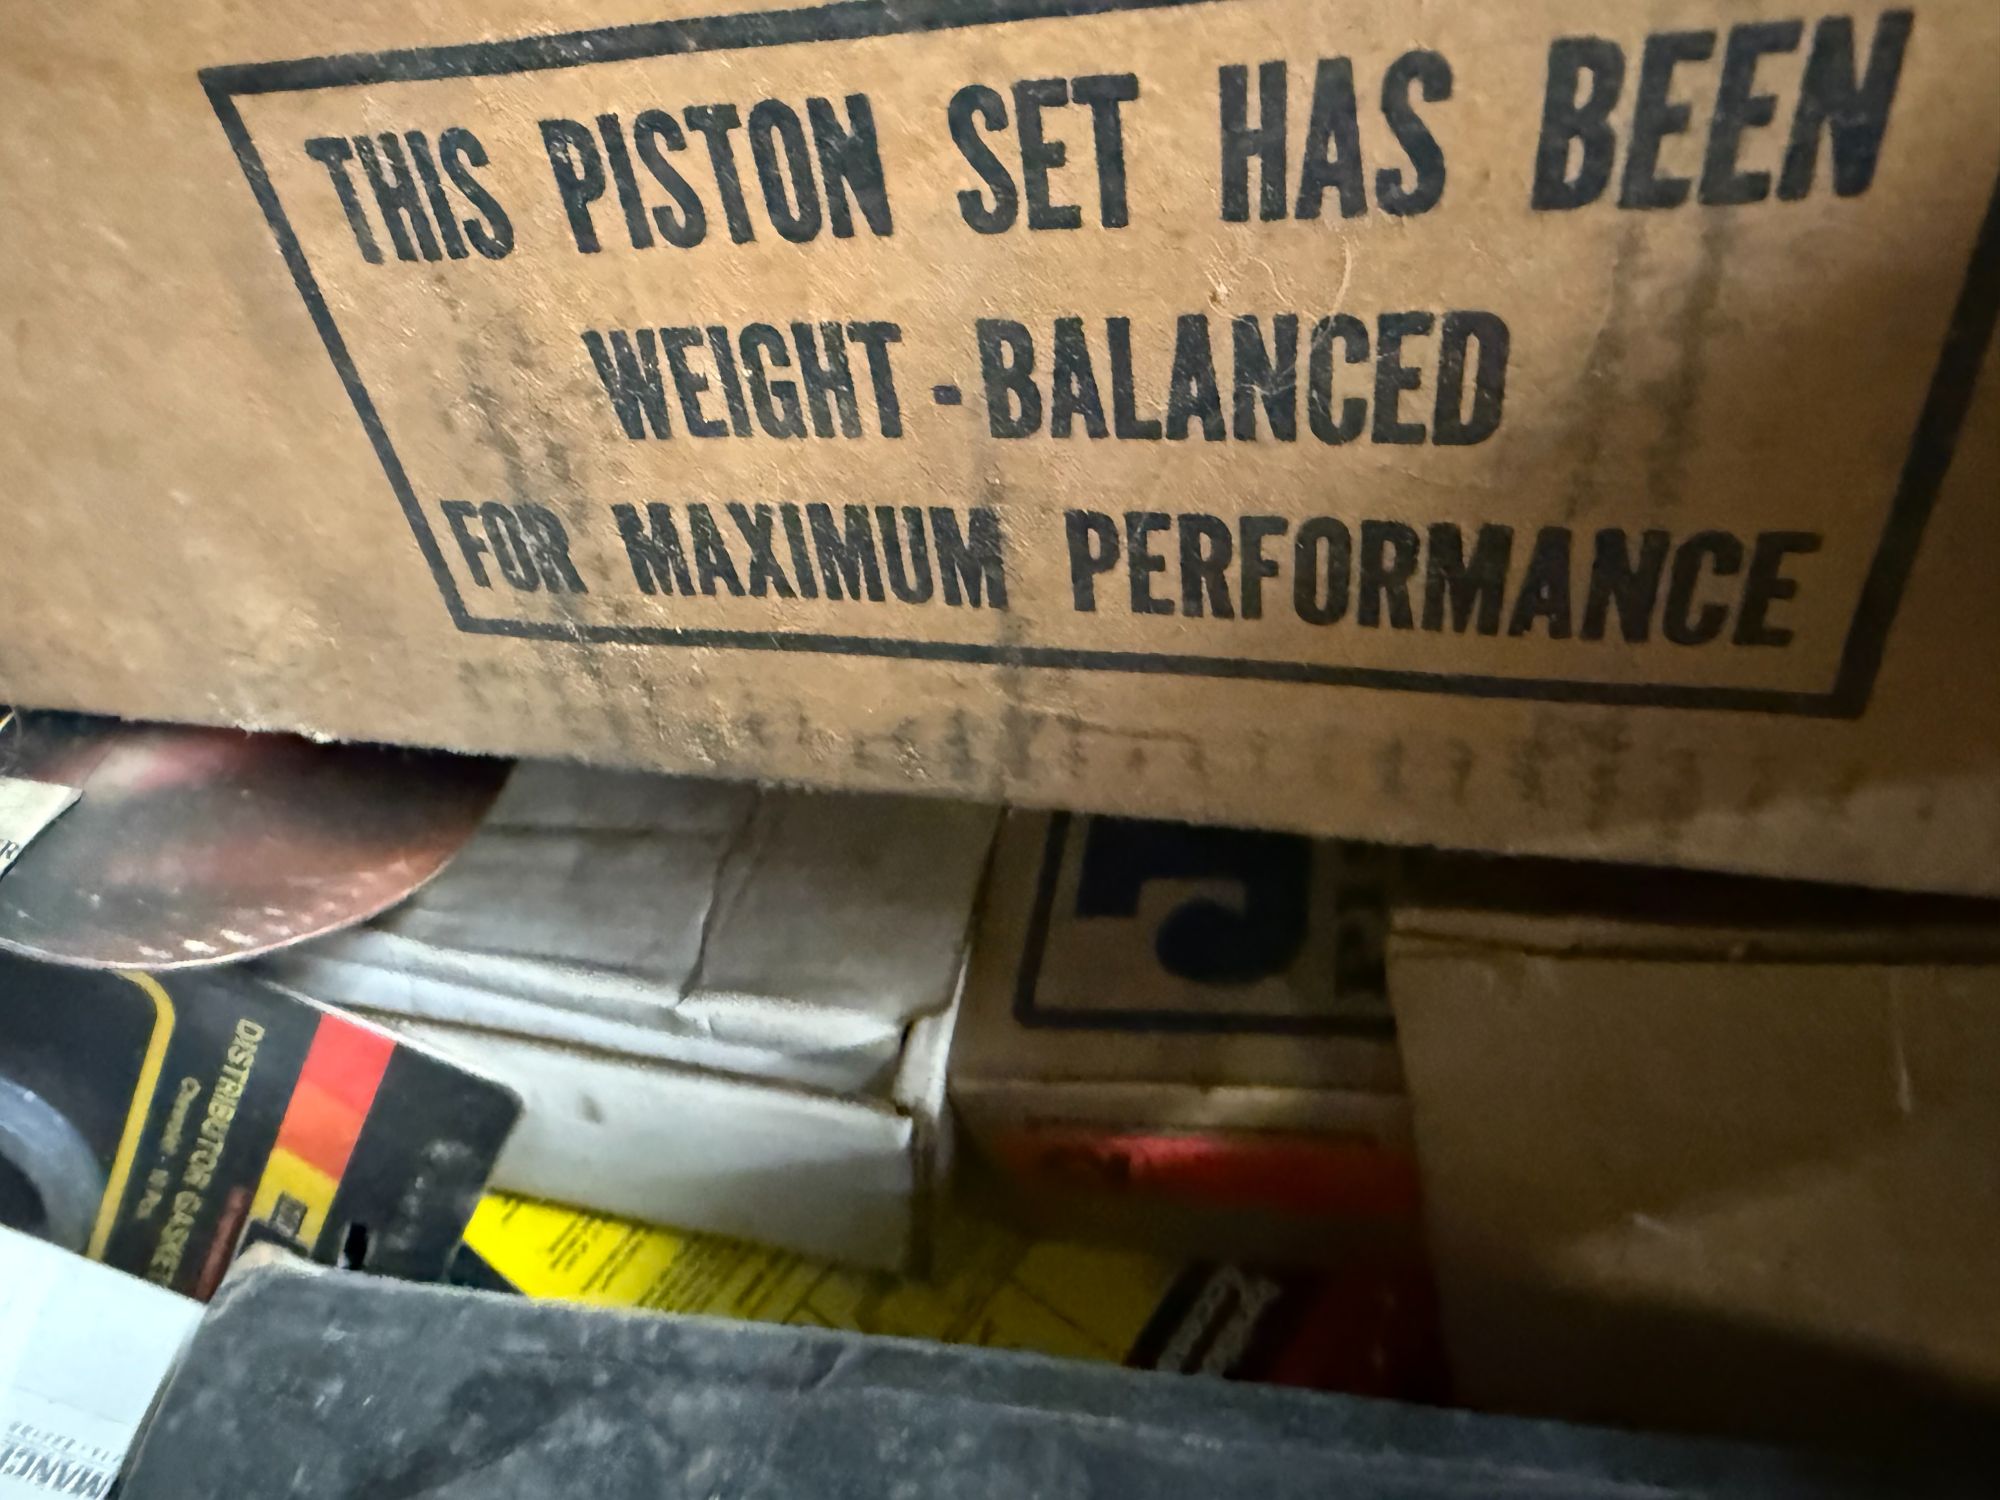 THIS PISTON SET HAS BEEN
WEIGHT-BALANCED
FOR MAXIMUM PERFORMANCE
DISTRIBUTOR GASKET